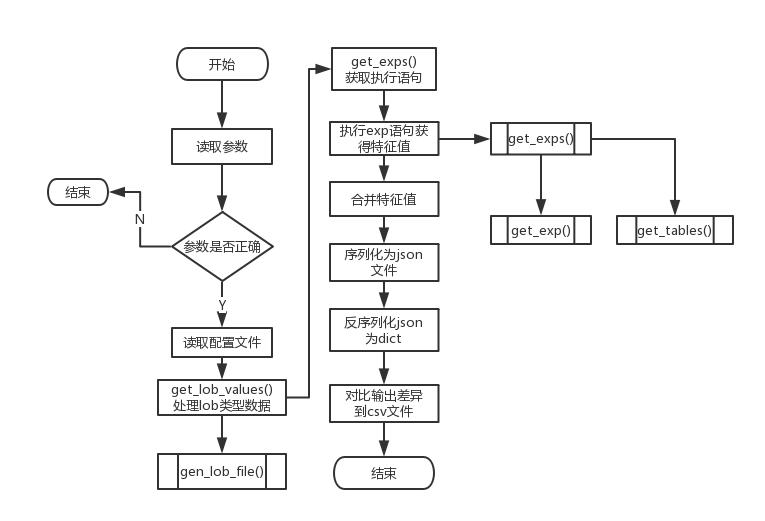 开始
读取参数
结束
N
参数是否正确
Y
读取配置文件
get_lob_values()
处理lob类型数据
gen_lob_file()
get_exps()
获取执行语句
执行exp语句获
得特征值
合并特征值
序列化为json
文件
反序列化json
为dict
对比输出差异
到csv文件
结束
get_exps()
get_exp()
get_tables()